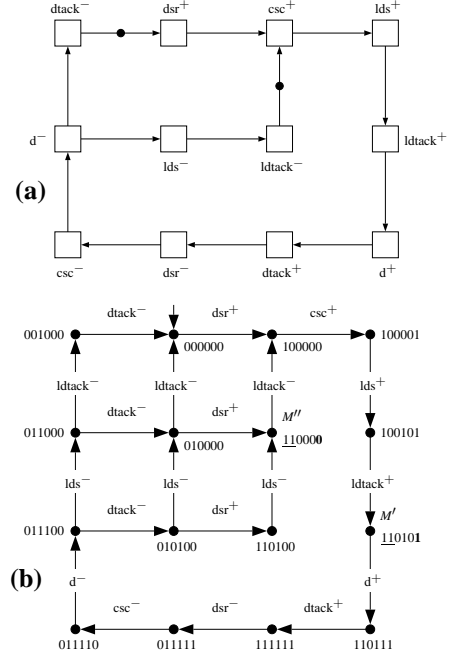 dtack⁻ dsr⁺ csc⁺ lds⁺
d⁻ lds⁻ ldtack⁻ ldtack⁺
(a)
csc⁻ dsr⁻ dtack⁺ d⁺
dtack⁻ dsr⁺ csc⁺
001000 000000 100000 100001
ldtack⁻ ldtack⁻ ldtack⁻ lds⁺
dtack⁻ dsr⁺ M′′
011000 010000 110000 100101
lds⁻ lds⁻ lds⁻ ldtack⁺
dtack⁻ dsr⁺ M′
011100 010100 110100 110101
(b)
d⁻ d⁺
csc⁻ dsr⁻ dtack⁺
011110 011111 111111 110111